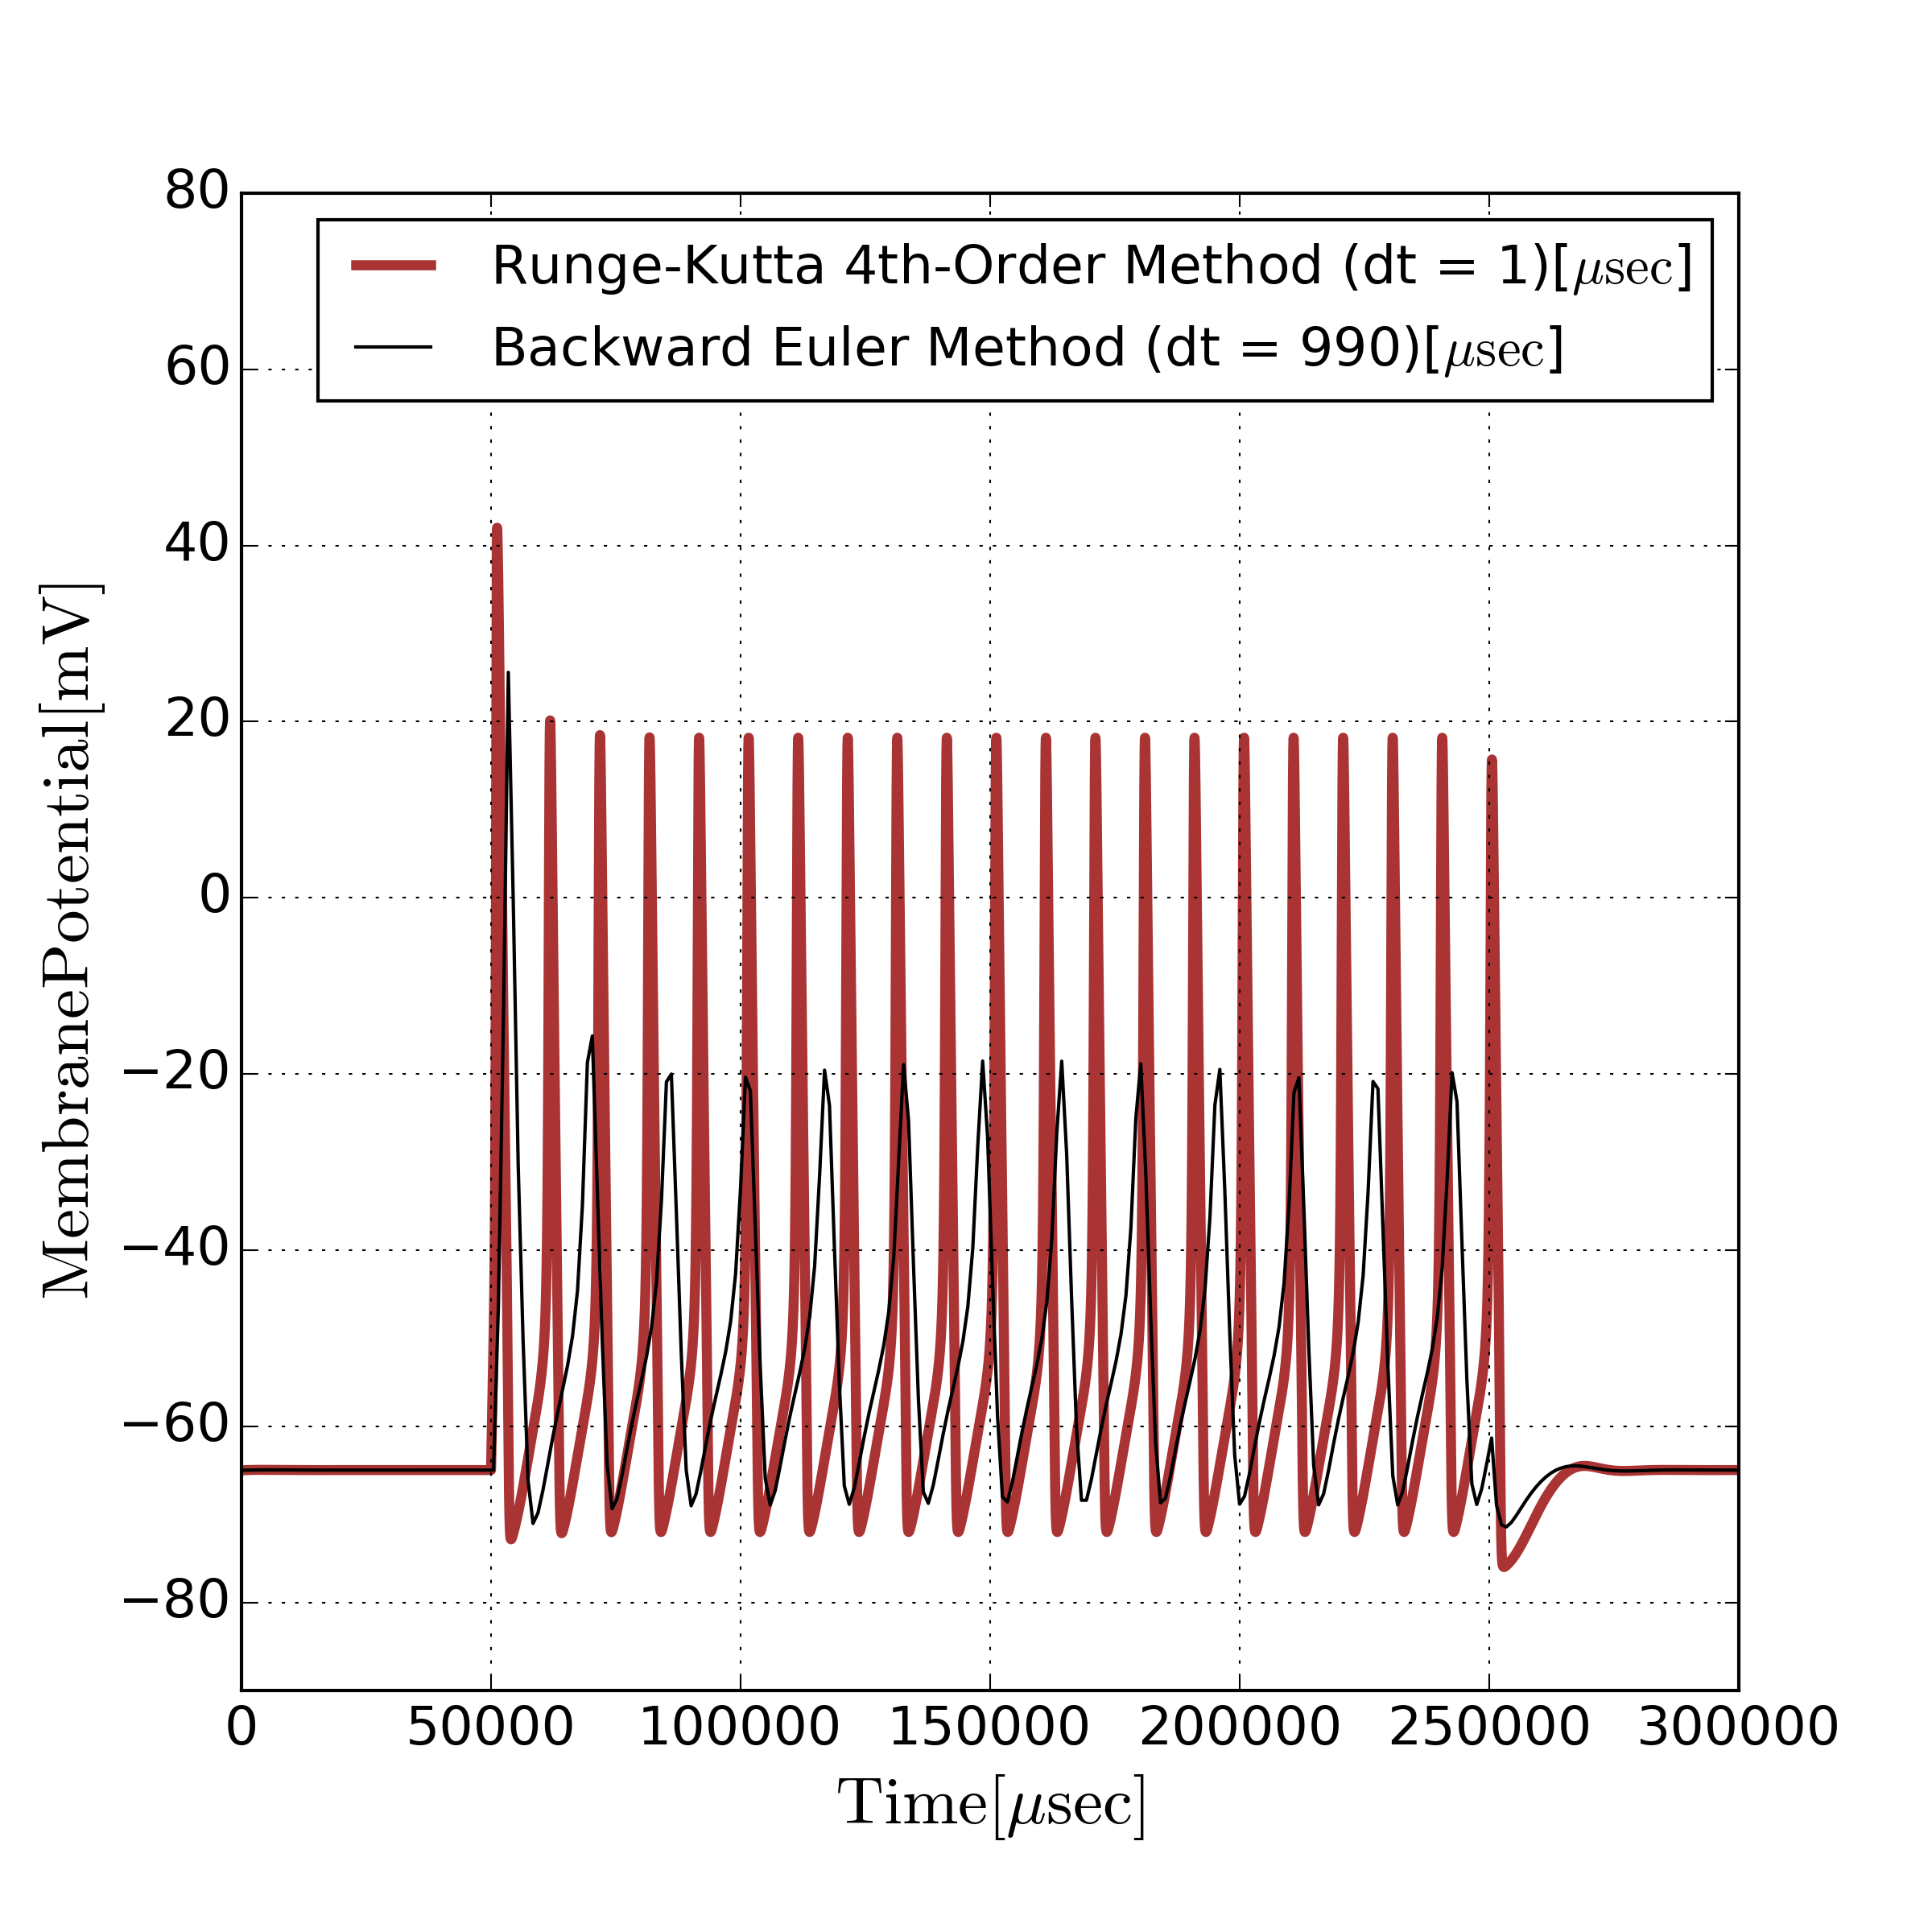 80
60
40
20
0
−20
−40
−60
−80
Runge-Kutta 4th-Order Method (dt = 1)[μsec]
Backward Euler Method (dt = 990)[μsec]
MembranePotential[mV]
0 50000 100000 150000 200000 250000 300000
Time[μsec]